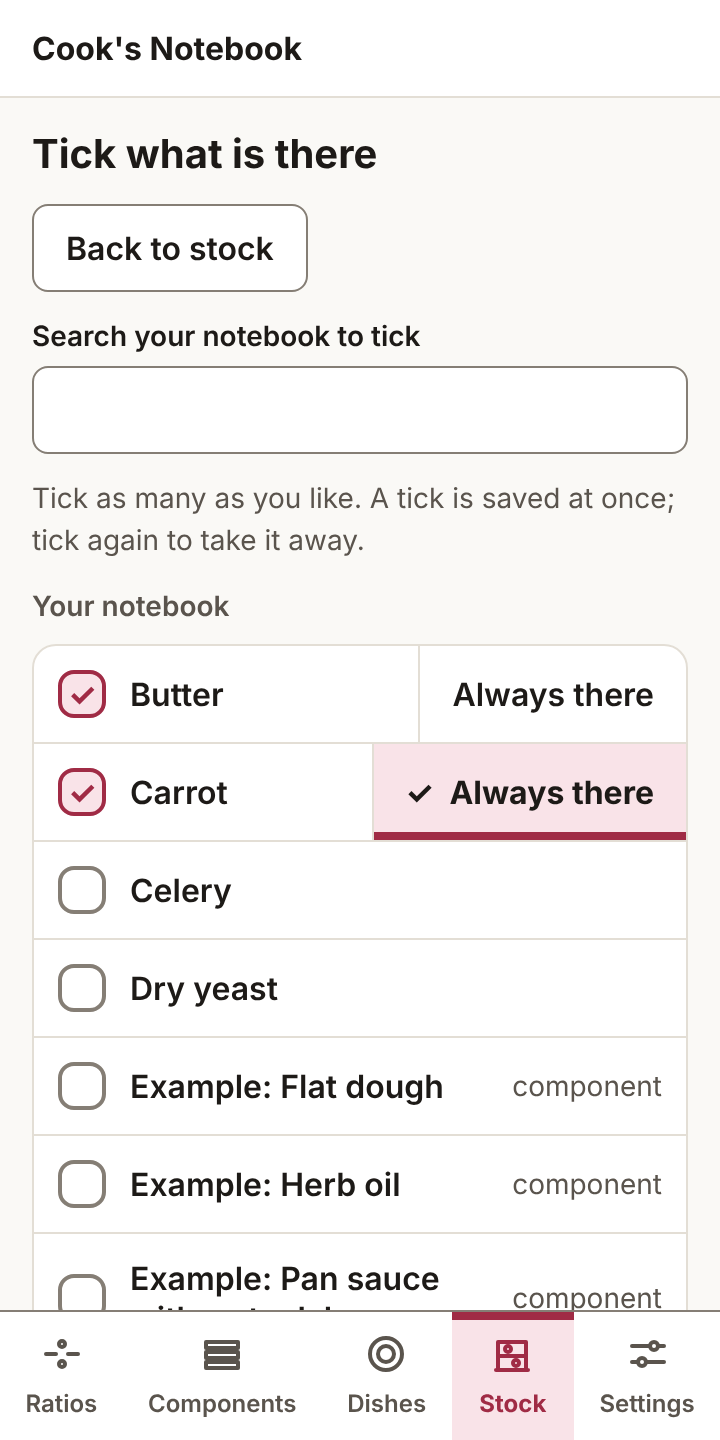 Cook's Notebook
Tick what is there
Back to stock
Search your notebook to tick
Tick as many as you like. A tick is saved at once;
tick again to take it away.
Your notebook
Butter Always there
Carrot Always there
Celery
Dry yeast
Example: Flat dough component
Example: Herb oil component
Example: Pan sauce component
Ratios Components Dishes Stock Settings